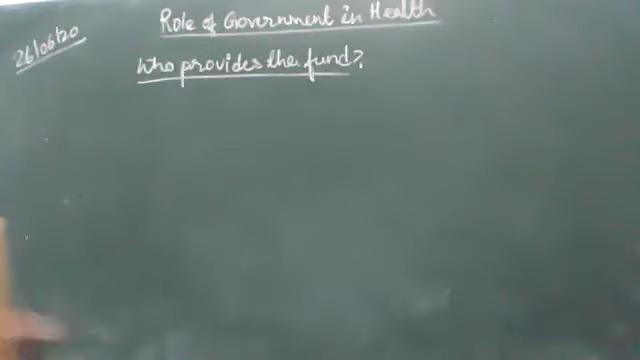 Role of Government in Health
26/06/20
Who provides the fund?